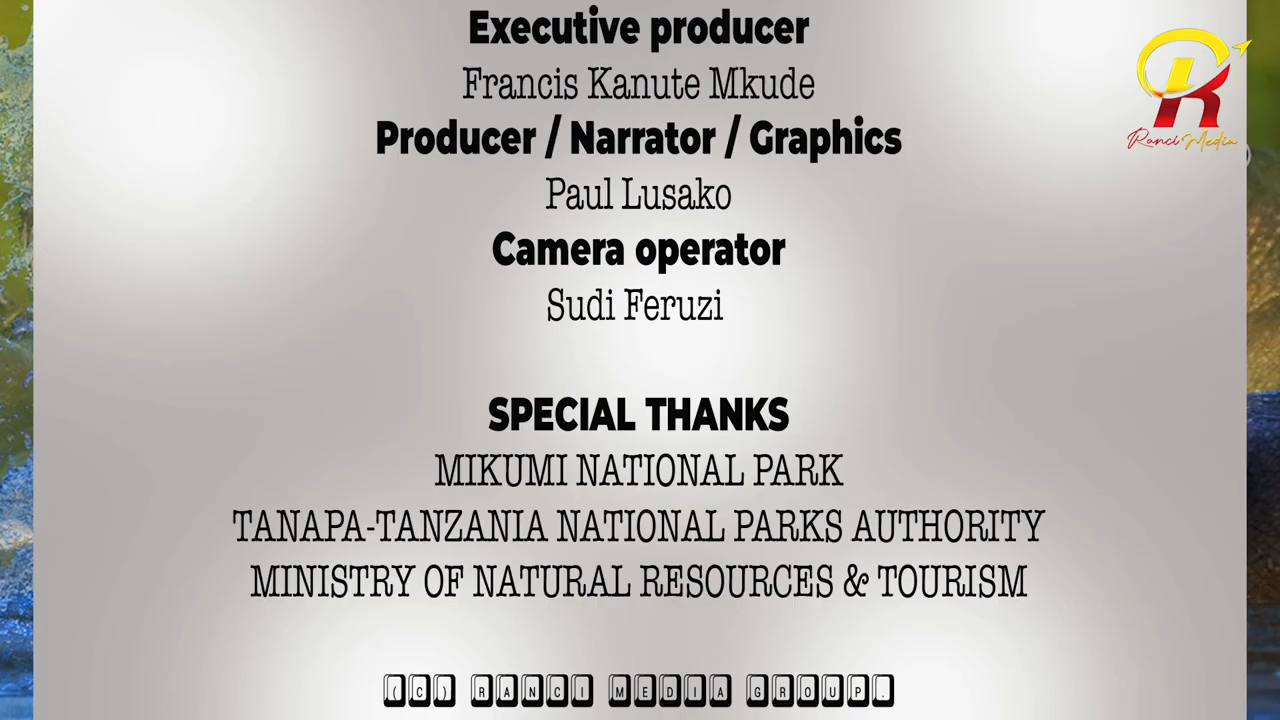 Executive producer
Francis Kanute Mkude
Producer / Narrator / Graphics
Paul Lusako
Camera operator
Sudi Feruzi
SPECIAL THANKS
MIKUMI NATIONAL PARK
TANAPA-TANZANIA NATIONAL PARKS AUTHORITY
MINISTRY OF NATURAL RESOURCES & TOURISM
(C) RANCI MEDIA GROUP.
R
Ranci Media